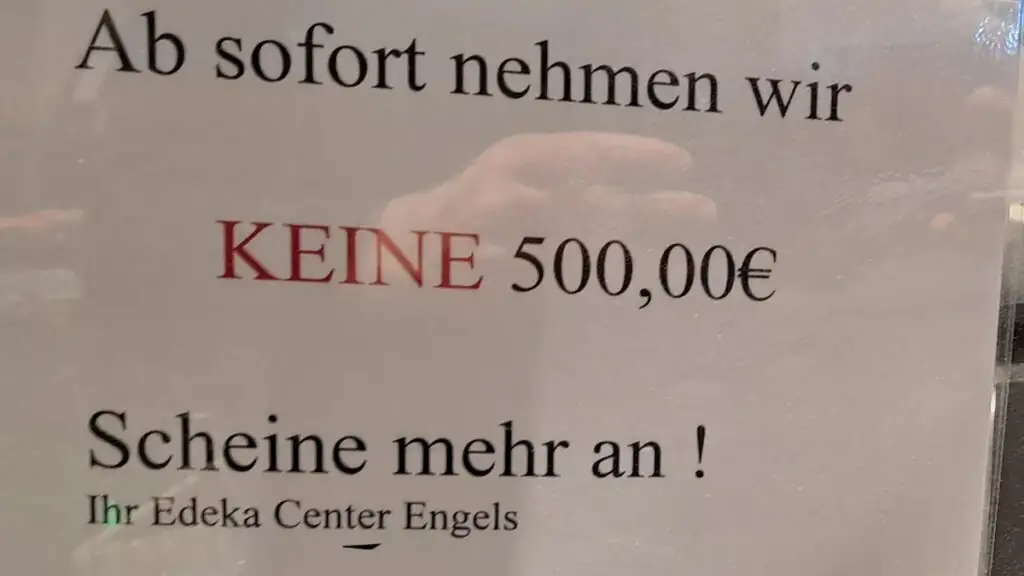 Ab sofort nehmen wir
KEINE 500,00€
Scheine mehr an !
Ihr Edeka Center Engels